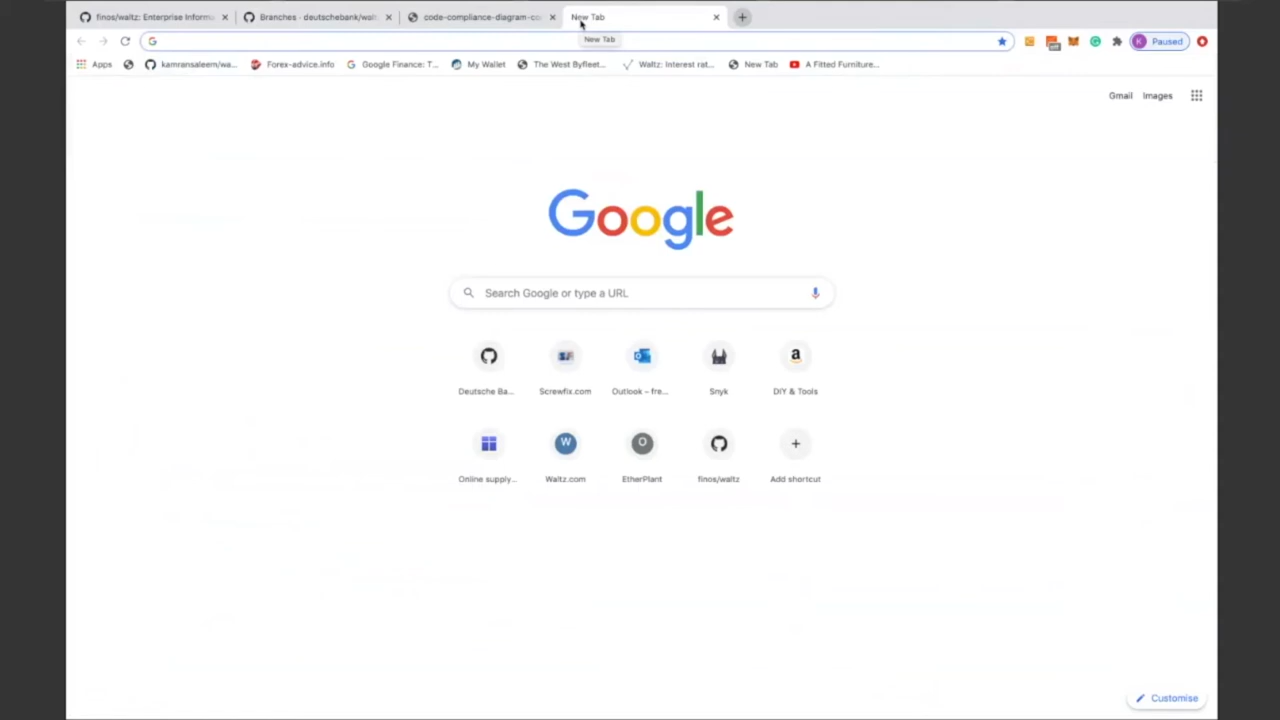 finos/waltz: Enterprise Inform
Branches · deutschebank/walt
code-compliance-diagram-co
New Tab
New Tab
Apps
kamransaleem/wa...
Forex-advice.info
Google Finance: T...
My Wallet
The West Byfleet...
Waltz: Interest rat...
New Tab
A Fitted Furniture...
K
Paused
Gmail
Images
Google
Search Google or type a URL
Deutsche Ba...
Screwfix.com
Outlook – fre...
Snyk
DIY & Tools
W
O
Online supply...
Waltz.com
EtherPlant
finos/waltz
Add shortcut
Customise